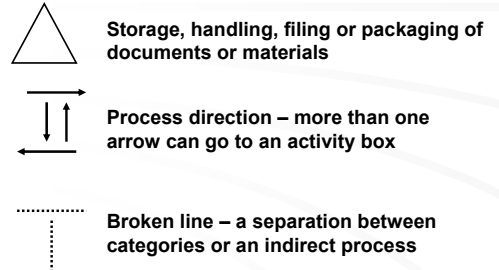 Storage, handling, filing or packaging of
documents or materials
Process direction – more than one
arrow can go to an activity box
Broken line – a separation between
categories or an indirect process